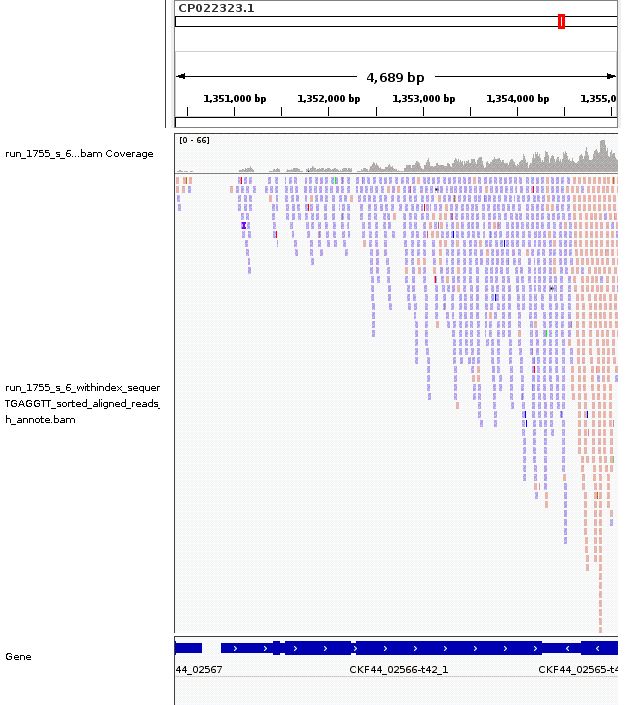 CP022323.1
4,689 bp
1,351,000 bp 1,352,000 bp 1,353,000 bp 1,354,000 bp 1,355,0
[0 - 66]
run_1755_s_6...bam Coverage
run_1755_s_6_withindex_sequer
TGAGGTT_sorted_aligned_reads_
h_annote.bam
Gene
44_02567 CKF44_02566-t42_1 CKF44_02565-t4